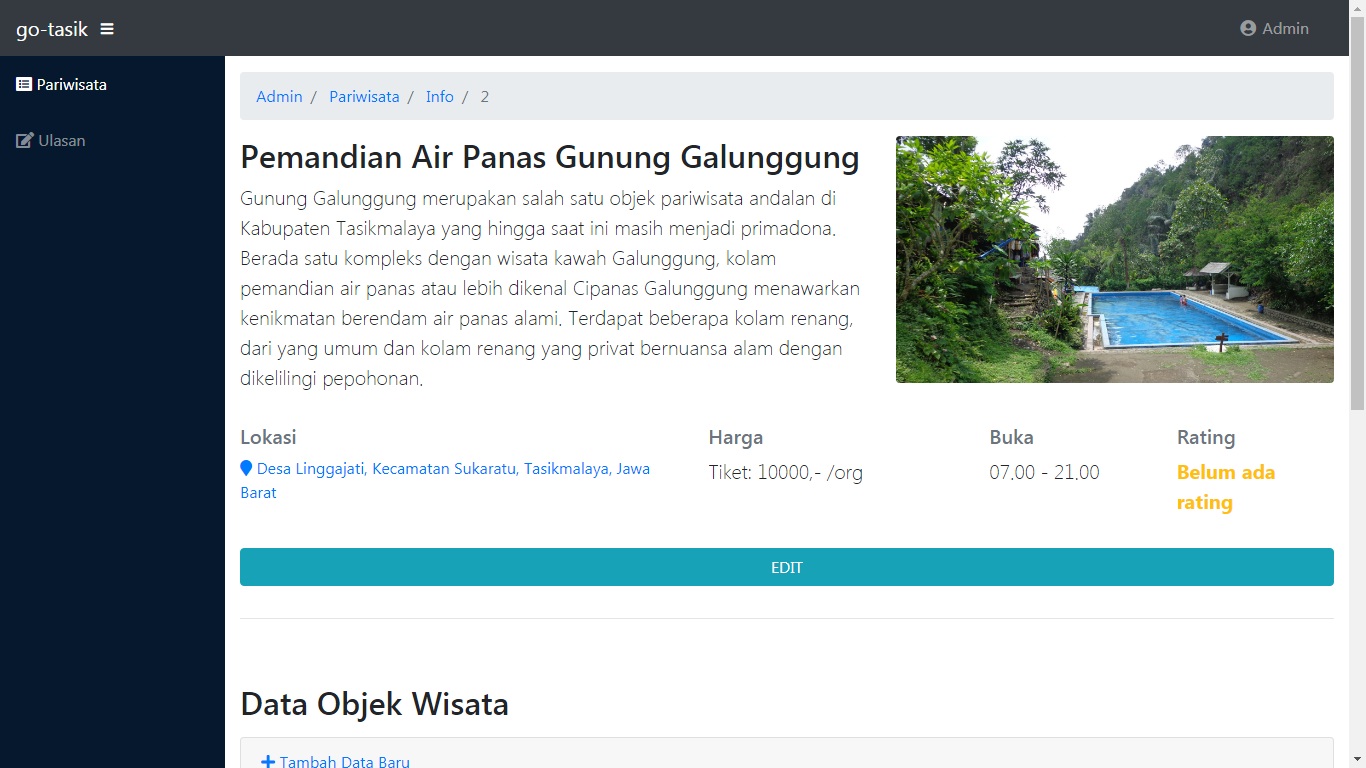 go-tasik
Admin
Pariwisata
Ulasan
Admin / Pariwisata / Info / 2
Pemandian Air Panas Gunung Galunggung
Gunung Galunggung merupakan salah satu objek pariwisata andalan di
Kabupaten Tasikmalaya yang hingga saat ini masih menjadi primadona.
Berada satu kompleks dengan wisata kawah Galunggung, kolam
pemandian air panas atau lebih dikenal Cipanas Galunggung menawarkan
kenikmatan berendam air panas alami. Terdapat beberapa kolam renang,
dari yang umum dan kolam renang yang privat bernuansa alam dengan
dikelilingi pepohonan.
Lokasi
Desa Linggajati, Kecamatan Sukaratu, Tasikmalaya, Jawa
Barat
Harga
Tiket: 10000,- /org
Buka
07.00 - 21.00
Rating
Belum ada
rating
EDIT
Data Objek Wisata
Tambah Data Baru